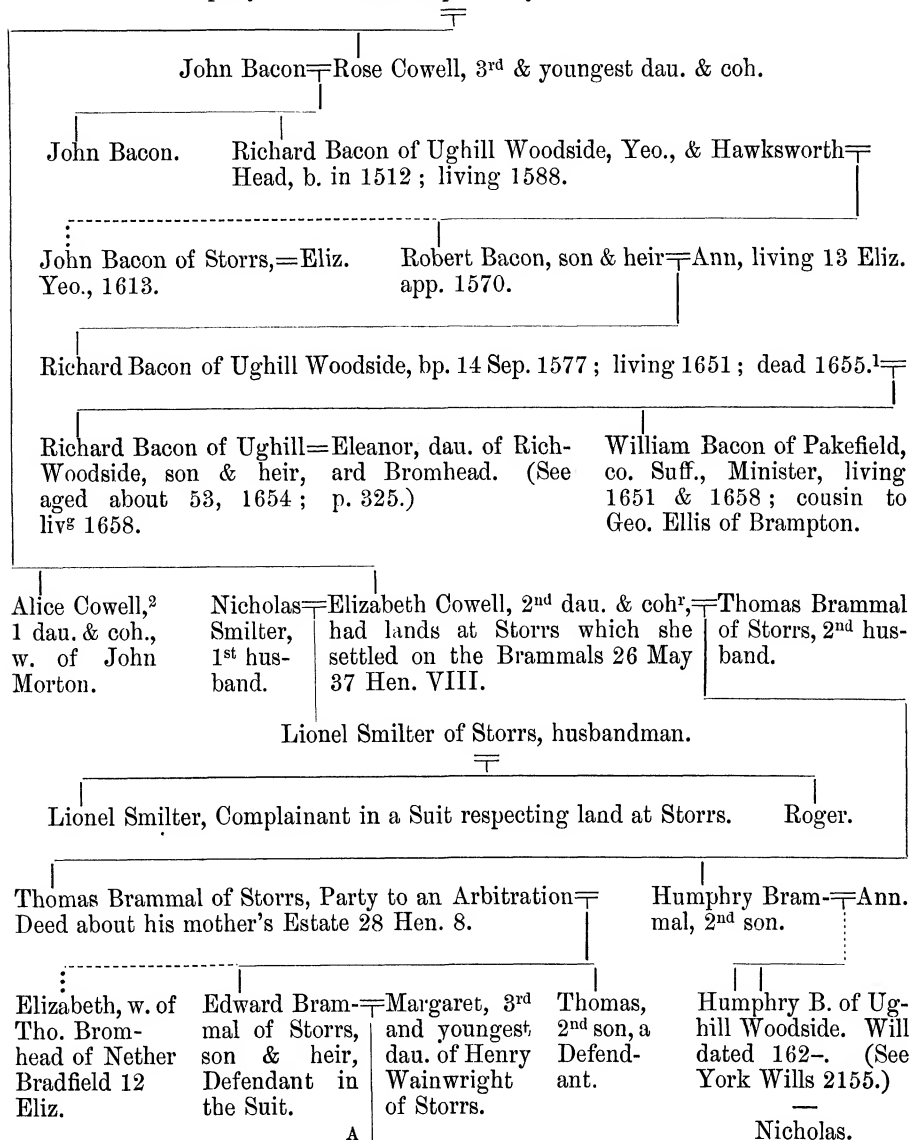 John Bacon=Rose Cowell, 3rd & youngest dau. & coh.
John Bacon.
Richard Bacon of Ughill Woodside, Yeo., & Hawksworth=
Head, b. in 1512 ; living 1588.
John Bacon of Storrs,=Eliz.
Yeo., 1613.
Robert Bacon, son & heir=Ann, living 13 Eliz.
app. 1570.
Richard Bacon of Ughill Woodside, bp. 14 Sep. 1577 ; living 1651 ; dead 1655.1=
Richard Bacon of Ughill=Eleanor, dau. of Rich-
Woodside, son & heir, ard Bromhead. (See
aged about 53, 1654 ; p. 325.)
livg 1658.
William Bacon of Pakefield,
co. Suff., Minister, living
1651 & 1658 ; cousin to
Geo. Ellis of Brampton.
Alice Cowell,2
1 dau. & coh.,
w. of John
Morton.
Nicholas=
Smilter,
1st hus-
band.
Elizabeth Cowell, 2nd dau. & cohr,=
had lands at Storrs which she
settled on the Brammals 26 May
37 Hen. VIII.
Thomas Brammal
of Storrs, 2nd hus-
band.
Lionel Smilter of Storrs, husbandman.
Lionel Smilter, Complainant in a Suit respecting land at Storrs.
Roger.
Thomas Brammal of Storrs, Party to an Arbitration=
Deed about his mother's Estate 28 Hen. 8.
Humphry Bram-=Ann.
mal, 2nd son.
Elizabeth, w. of
Tho. Brom-
head of Nether
Bradfield 12
Eliz.
Edward Bram-=
mal of Storrs,
son & heir,
Defendant in
the Suit.
Margaret, 3rd
and youngest
dau. of Henry
Wainwright
of Storrs.
Thomas,
2nd son, a
Defend-
ant.
Humphry B. of Ug-
hill Woodside. Will
dated 162–. (See
York Wills 2155.)
—
Nicholas.
A